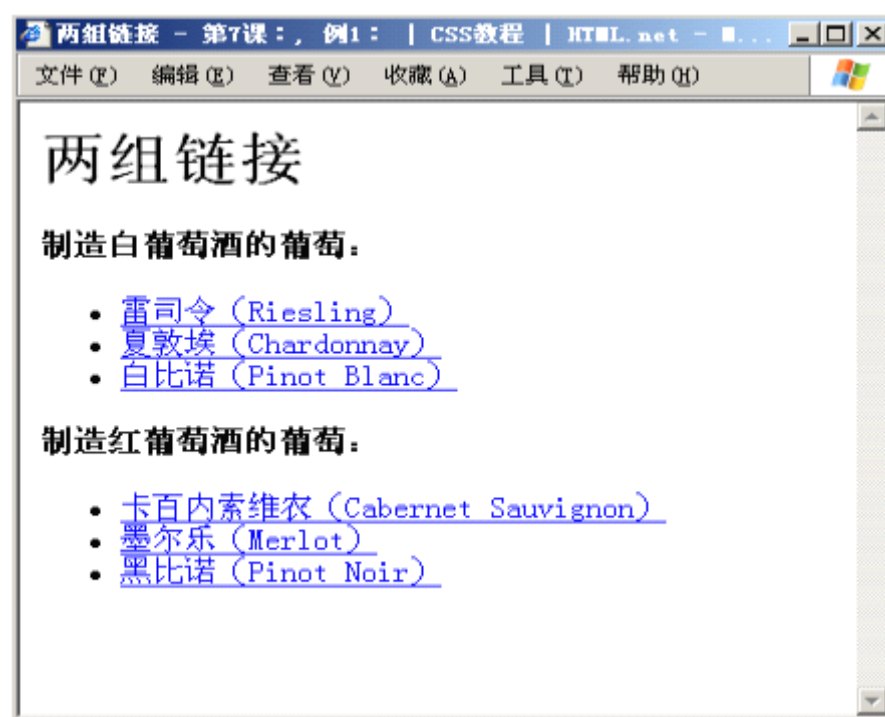 两组链接 - 第7课:, 例1: | CSS教程 | HTML.net - 
文件(F) 编辑(E) 查看(V) 收藏(A) 工具(T) 帮助(H)
两组链接
制造白葡萄酒的葡萄:
雷司令（Riesling）
夏敦埃（Chardonnay）
白比诺（Pinot Blanc）
制造红葡萄酒的葡萄:
卡百内索维农（Cabernet Sauvignon）
墨尔乐（Merlot）
黑比诺（Pinot Noir）